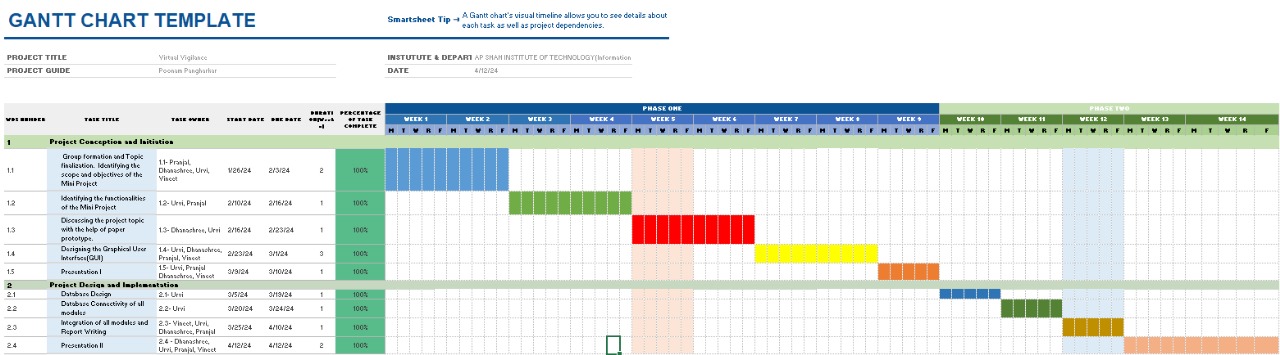 GANTT CHART TEMPLATE
Smartsheet Tip → A Gantt chart's visual timeline allows you to see details about
each task as well as project dependencies.
PROJECT TITLE Virtual Vigilance INSTUTUTE & DEPART AP SHAH INSTITUTE OF TECHNOLOGY(Information
PROJECT GUIDE Poonam Pangharkar DATE 4/12/24
PHASE ONE PHASE TWO
WBS NUMBER TASK TITLE TASK OWNER START DATE DUE DATE PERCENTAGE
OF TASK
COMPLETE
WEEK 1 WEEK 2 WEEK 3 WEEK 4 WEEK 5 WEEK 6 WEEK 7 WEEK 8 WEEK 9 WEEK 10 WEEK 11 WEEK 12 WEEK 13 WEEK 14
M T W R F M T W R F M T W R F M T W R F M T W R F M T W R F M T W R F M T W R F M T W R F M T W R F M T W R F M T W R F M T W R F M T W R F
1 Project Conception and Initiation
1.1 Group formation and Topic
finalization. Identifying the
scope and objectives of the
Mini Project
1.1- Pranjal,
Dhanashree, Urvi,
Vineet
1/26/24 2/3/24 2 100%
1.2 Identifying the functionalities
of the Mini Project
1.2- Urvi, Pranjal 2/10/24 2/16/24 1 100%
1.3 Discussing the project topic
with the help of paper
prototype.
1.3- Dhanashree, Urvi 2/16/24 2/23/24 1 100%
1.4 Designing the Graphical User
Interface(GUI)
1.4- Urvi, Dhanashree,
Pranjal, Vineet
2/23/24 3/1/24 3 100%
1.5 Presentation I
1.5- Urvi, Pranjal
Dhanashree, Vineet
3/9/24 3/10/24 1 100%
2 Project Design and Implementation
2.1 Database Design 2.1- Urvi 3/5/24 3/19/24 1 100%
2.2 Database Connectivity of all
modules
2.2- Urvi 3/20/24 3/24/24 1 100%
2.3 Integration of all modules and
Report Writing
2.3- Vineet, Urvi,
Dhanashree, Pranjal
3/25/24 4/10/24 1 100%
2.4 Presentation II
2.4 - Dhanashree,
Urvi, Pranjal, Vineet
4/12/24 4/12/24 2 100%